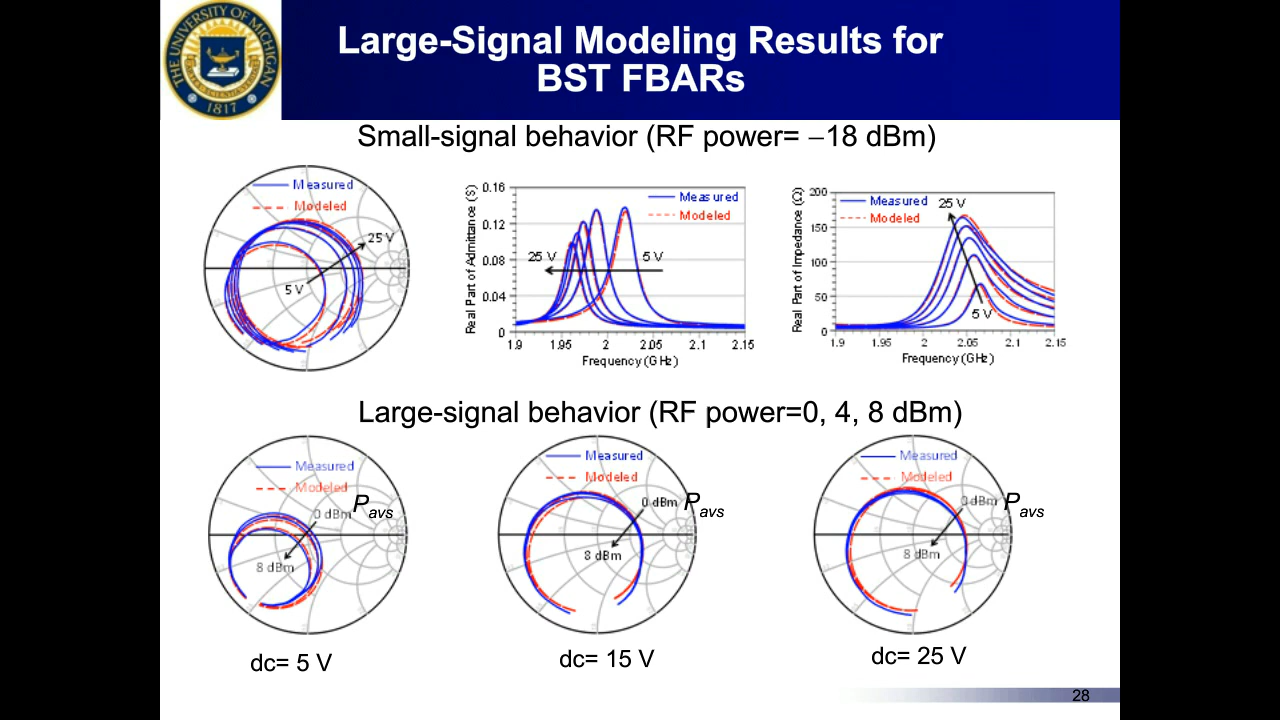 THE UNIVERSITY OF MICHIGAN
1817
Large-Signal Modeling Results for
BST FBARs
Small-signal behavior (RF power= −18 dBm)
Measured
Modeled
25 V
5 V
Real Part of Admittance (S)
0.16
0.12
0.08
0.04
0
Measured
Modeled
25 V
5 V
1.9
1.95
2
2.05
2.1
2.15
Frequency (GHz)
Real Part of Impedance (Ω)
200
150
100
50
0
Measured
Modeled
25 V
5 V
1.9
1.95
2
2.05
2.1
2.15
Frequency (GHz)
Large-signal behavior (RF power=0, 4, 8 dBm)
Measured
Modeled
0 dBm
Pavs
8 dBm
dc= 5 V
Measured
Modeled
0 dBm
Pavs
8 dBm
dc= 15 V
Measured
Modeled
0 dBm
Pavs
8 dBm
dc= 25 V
28